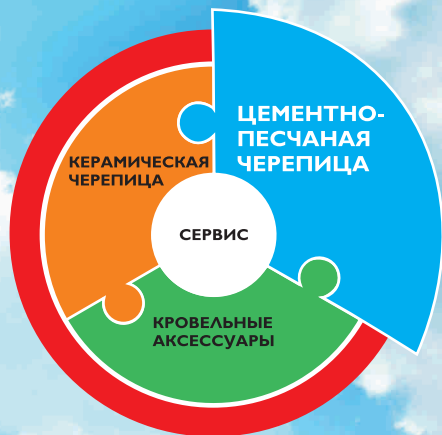 ЦЕМЕНТНО-
ПЕСЧАНАЯ
ЧЕРЕПИЦА
КЕРАМИЧЕСКАЯ
ЧЕРЕПИЦА
СЕРВИС
КРОВЕЛЬНЫЕ
АКСЕССУАРЫ